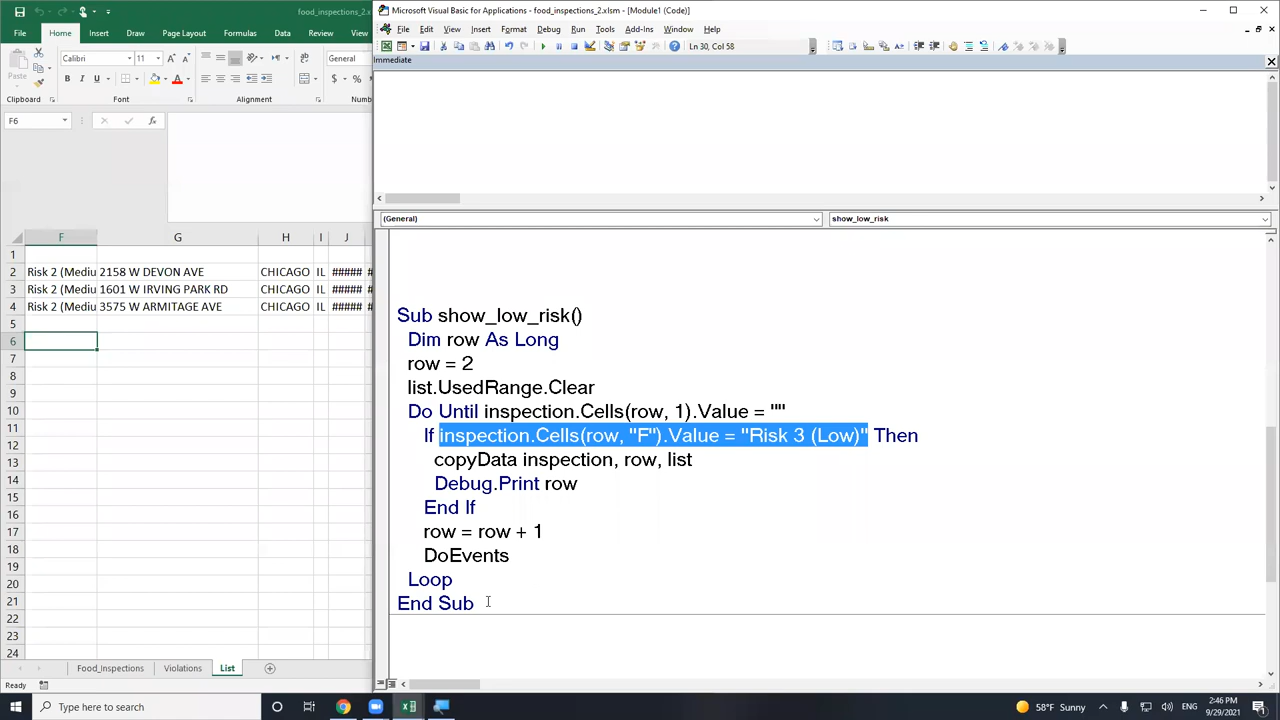 food_inspections_2.x
Microsoft Visual Basic for Applications - food_inspections_2.xlsm - [Module1 (Code)]
File Home Insert Draw Page Layout Formulas Data Review View
File Edit View Insert Format Debug Run Tools Add-Ins Window Help
Ln 30, Col 58
Immediate
Calibri 11 General
Paste B I U A $ %
Clipboard Font Alignment Numb
F6 fx
(General) show_low_risk
F G H I J
1
2 Risk 2 (Mediu 2158 W DEVON AVE CHICAGO IL ##### #
3 Risk 2 (Mediu 1601 W IRVING PARK RD CHICAGO IL ##### #
4 Risk 2 (Mediu 3575 W ARMITAGE AVE CHICAGO IL ##### #
5
6
7
8
9
10
11
12
13
14
15
16
17
18
19
20
21
22
23
24
Sub show_low_risk()
Dim row As Long
row = 2
list.UsedRange.Clear
Do Until inspection.Cells(row, 1).Value = ""
If inspection.Cells(row, "F").Value = "Risk 3 (Low)" Then
copyData inspection, row, list
Debug.Print row
End If
row = row + 1
DoEvents
Loop
End Sub
Food_Inspections Violations List
Ready
Type here to search
58°F Sunny ENG
2:46 PM
9/29/2021
1